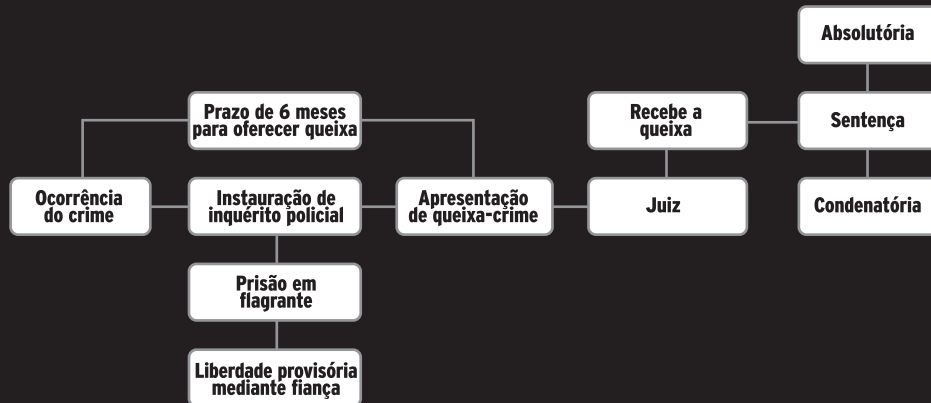 Absolutória
Prazo de 6 meses
para oferecer queixa
Recebe a
queixa
Sentença
Ocorrência
do crime
Instauração de
inquérito policial
Apresentação
de queixa-crime
Juiz
Condenatória
Prisão em
flagrante
Liberdade provisória
mediante fiança